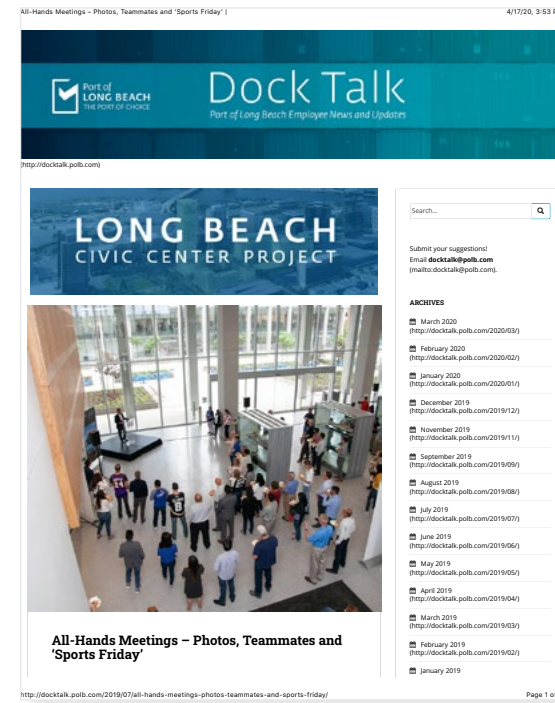 All-Hands Meetings – Photos, Teammates and 'Sports Friday' |
4/17/20, 3:53
Port of
LONG BEACH
THE PORT OF CHOICE
Dock Talk
Port of Long Beach Employee News and Updates
(http://docktalk.polb.com)
LONG BEACH
CIVIC CENTER PROJECT
All-Hands Meetings – Photos, Teammates and
'Sports Friday'
Search...
Submit your suggestions!
Email docktalk@polb.com
(mailto:docktalk@polb.com).
ARCHIVES
March 2020
(http://docktalk.polb.com/2020/03/)
February 2020
(http://docktalk.polb.com/2020/02/)
January 2020
(http://docktalk.polb.com/2020/01/)
December 2019
(http://docktalk.polb.com/2019/12/)
November 2019
(http://docktalk.polb.com/2019/11/)
September 2019
(http://docktalk.polb.com/2019/09/)
August 2019
(http://docktalk.polb.com/2019/08/)
July 2019
(http://docktalk.polb.com/2019/07/)
June 2019
(http://docktalk.polb.com/2019/06/)
May 2019
(http://docktalk.polb.com/2019/05/)
April 2019
(http://docktalk.polb.com/2019/04/)
March 2019
(http://docktalk.polb.com/2019/03/)
February 2019
(http://docktalk.polb.com/2019/02/)
January 2019
http://docktalk.polb.com/2019/07/all-hands-meetings-photos-teammates-and-sports-friday/
Page 1